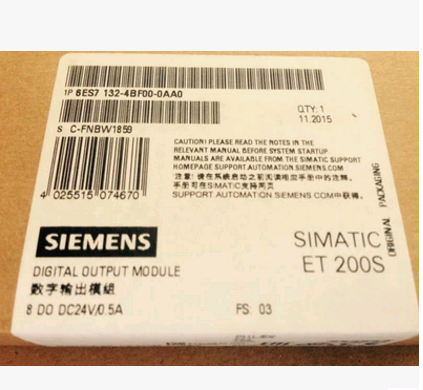 1P 6ES7 132-4BF00-0AA0
QTY: 1
11.2015
S C-FNBW1859
CAUTION! PLEASE READ THE NOTES IN THE
RELEVANT MANUAL BEFORE SYSTEM STARTUP.
MANUALS ARE AVAILABLE FROM THE SIMATIC SUPPORT
HOMEPAGE SUPPORT.AUTOMATION.SIEMENS.COM
注意: 请在系统启动之前阅读相应手册中的注释。
手册可在SIMATIC支持网页
SUPPORT.AUTOMATION.SIEMENS.COM中获得。
4 025515 074670
ORIGINAL PACKAGING
SIEMENS
SIMATIC
ET 200S
DIGITAL OUTPUT MODULE
数字输出模组
8 DO DC24V/0.5A
FS: 03